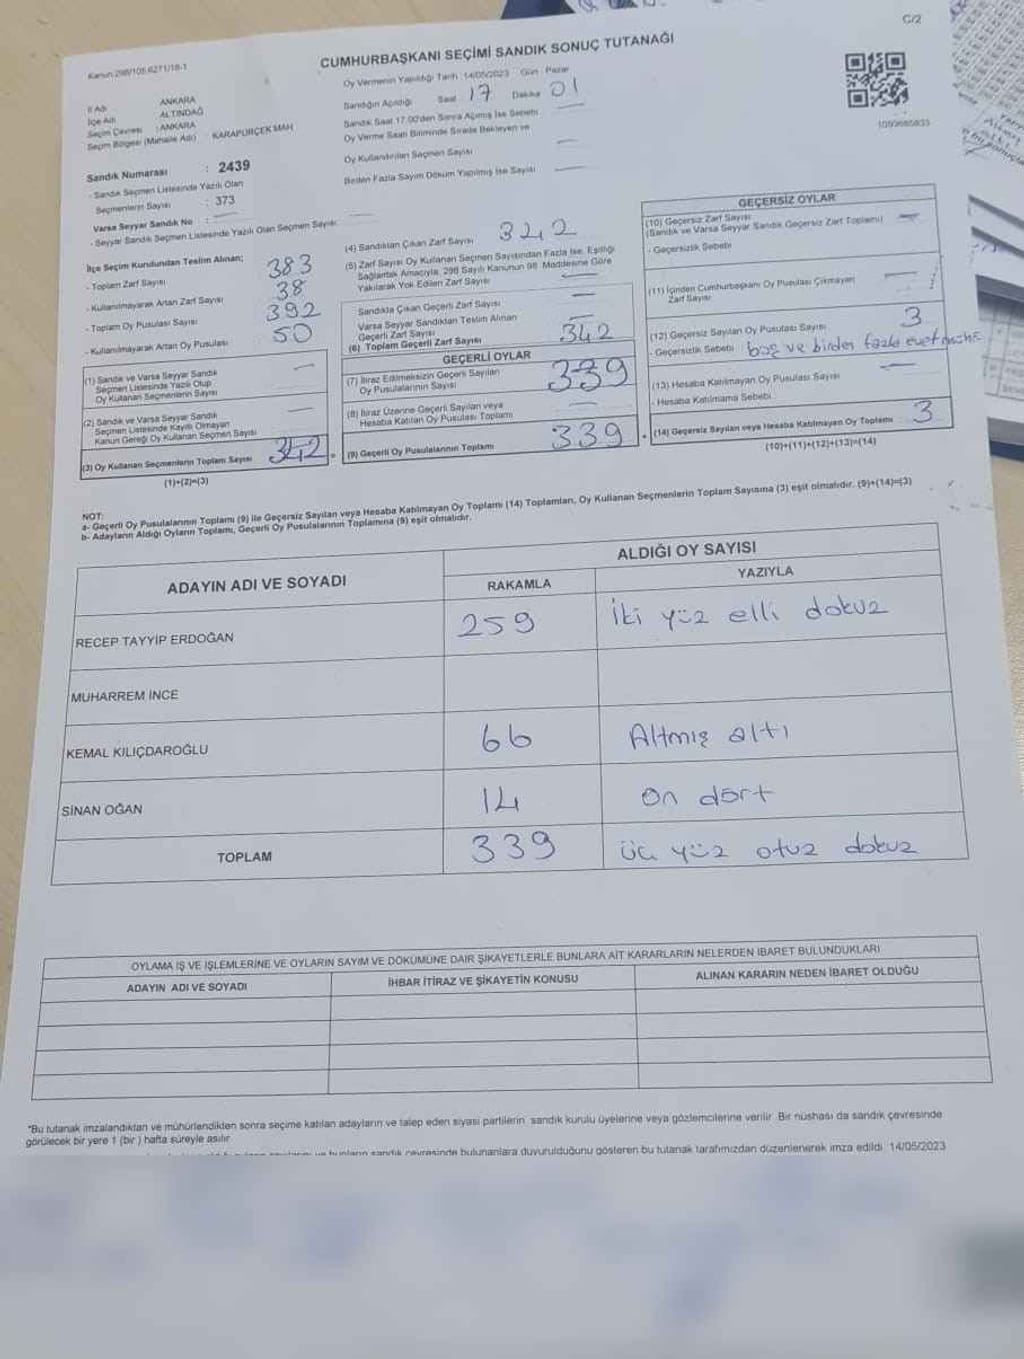 C/2
Kanun:298/105,6271/18-1
CUMHURBAŞKANI SEÇİMİ SANDIK SONUÇ TUTANAĞI
İl Adı ANKARA
İlçe Adı ALTINDAĞ
Seçim Çevresi : ANKARA
Seçim Bölgesi (Mahalle Adı) KARAPÜRÇEK MAH
Sandık Numarası : 2439
- Sandık Seçmen Listesinde Yazılı Olan
Seçmenlerin Sayısı : 373
Varsa Seyyar Sandık No :
- Seyyar Sandık Seçmen Listesinde Yazılı Olan Seçmen Sayısı
Oy Vermenin Yapıldığı Tarih : 14/05/2023 Gün : Pazar
Sandığın Açıldığı Saat 17 Dakika 01
Sandık Saat 17.00'den Sonra Açılmış İse Sebebi
Oy Verme Saati Bitiminde Sırada Bekleyen ve
Oy Kullandırılan Seçmen Sayısı
Birden Fazla Sayım Döküm Yapılmış İse Sayısı
1099685835
İlçe Seçim Kurulundan Teslim Alınan;
- Toplam Zarf Sayısı 383
- Kullanılmayarak Artan Zarf Sayısı 38
- Toplam Oy Pusulası Sayısı 392
- Kullanılmayarak Artan Oy Pusulası 50
(1) Sandık ve Varsa Seyyar Sandık
Seçmen Listesinde Yazılı Olup
Oy Kullanan Seçmenlerin Sayısı
(2) Sandık ve Varsa Seyyar Sandık
Seçmen Listesinde Kayıtlı Olmayan
Kanun Gereği Oy Kullanan Seçmen Sayısı
(3) Oy Kullanan Seçmenlerin Toplam Sayısı 342
(1)+(2)=(3)
(4) Sandıktan Çıkan Zarf Sayısı 342
(5) Zarf Sayısı Oy Kullanan Seçmen Sayısından Fazla İse, Eşitliği
Sağlamak Amacıyla, 298 Sayılı Kanunun 98. Maddesine Göre
Yakılarak Yok Edilen Zarf Sayısı
Sandıkta Çıkan Geçerli Zarf Sayısı
Varsa Seyyar Sandıktan Teslim Alınan
Geçerli Zarf Sayısı
(6) Toplam Geçerli Zarf Sayısı 342
GEÇERLİ OYLAR
(7) İtiraz Edilmeksizin Geçerli Sayılan
Oy Pusulalarının Sayısı 339
(8) İtiraz Üzerine Geçerli Sayılan veya
Hesaba Katılan Oy Pusulası Toplamı
(9) Geçerli Oy Pusulalarının Toplamı 339
GEÇERSİZ OYLAR
(10) Geçersiz Zarf Sayısı
(Sandık ve Varsa Seyyar Sandık Geçersiz Zarf Toplamı)
- Geçersizlik Sebebi
(11) İçinden Cumhurbaşkanı Oy Pusulası Çıkmayan
Zarf Sayısı
(12) Geçersiz Sayılan Oy Pusulası Sayısı 3
- Geçersizlik Sebebi boş ve birden fazla evet
(13) Hesaba Katılmayan Oy Pusulası Sayısı
- Hesaba Katılmama Sebebi
(14) Geçersiz Sayılan veya Hesaba Katılmayan Oy Toplamı 3
(10)+(11)+(12)+(13)=(14)
NOT:
a- Geçerli Oy Pusulalarının Toplamı (9) ile Geçersiz Sayılan veya Hesaba Katılmayan Oy Toplamı (14) Toplamları, Oy Kullanan Seçmenlerin Toplam Sayısına (3) eşit olmalıdır. (9)+(14)=(3)
b- Adayların Aldığı Oyların Toplamı, Geçerli Oy Pusulalarının Toplamına (9) eşit olmalıdır.
ADAYIN ADI VE SOYADI
ALDIĞI OY SAYISI
RAKAMLA YAZIYLA
RECEP TAYYİP ERDOĞAN 259 İki yüz elli dokuz
MUHARREM İNCE
KEMAL KILIÇDAROĞLU 66 Altmış altı
SİNAN OĞAN 14 On dört
TOPLAM 339 üç yüz otuz dokuz
OYLAMA İŞ VE İŞLEMLERİNE VE OYLARIN SAYIM VE DÖKÜMÜNE DAİR ŞİKAYETLERLE BUNLARA AİT KARARLARIN NELERDEN İBARET BULUNDUKLARI
ADAYIN ADI VE SOYADI İHBAR İTİRAZ VE ŞİKAYETİN KONUSU ALINAN KARARIN NEDEN İBARET OLDUĞU
*Bu tutanak imzalandıktan ve mühürlendikten sonra seçime katılan adayların ve talep eden siyasi partilerin sandık kurulu üyelerine veya gözlemcilerine verilir. Bir nüshası da sandık çevresinde
görülecek bir yere 1 (bir) hafta süreyle asılır.
ve bunların sandık çevresinde bulunanlara duyurulduğunu gösteren bu tutanak tarafımızdan düzenlenerek imza edildi. 14/05/2023